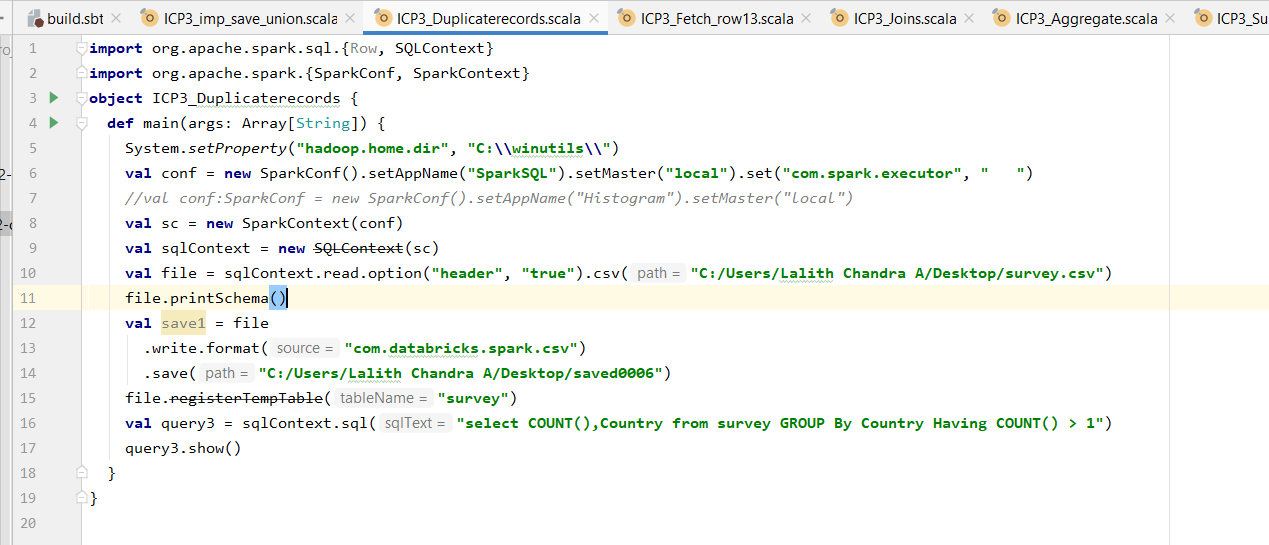 build.sbt ICP3_imp_save_union.scala ICP3_Duplicaterecords.scala ICP3_Fetch_row13.scala ICP3_Joins.scala ICP3_Aggregate.scala ICP3_Su
1 import org.apache.spark.sql.{Row, SQLContext}
2 import org.apache.spark.{SparkConf, SparkContext}
3 object ICP3_Duplicaterecords {
4 def main(args: Array[String]) {
5 System.setProperty("hadoop.home.dir", "C:\\winutils\\")
6 val conf = new SparkConf().setAppName("SparkSQL").setMaster("local").set("com.spark.executor", "   ")
7 //val conf:SparkConf = new SparkConf().setAppName("Histogram").setMaster("local")
8 val sc = new SparkContext(conf)
9 val sqlContext = new SQLContext(sc)
10 val file = sqlContext.read.option("header", "true").csv( path = "C:/Users/Lalith Chandra A/Desktop/survey.csv")
11 file.printSchema()
12 val save1 = file
13 .write.format( source = "com.databricks.spark.csv")
14 .save( path = "C:/Users/Lalith Chandra A/Desktop/saved0006")
15 file.registerTempTable( tableName = "survey")
16 val query3 = sqlContext.sql( sqlText = "select COUNT(),Country from survey GROUP By Country Having COUNT() > 1")
17 query3.show()
18 }
19 }
20